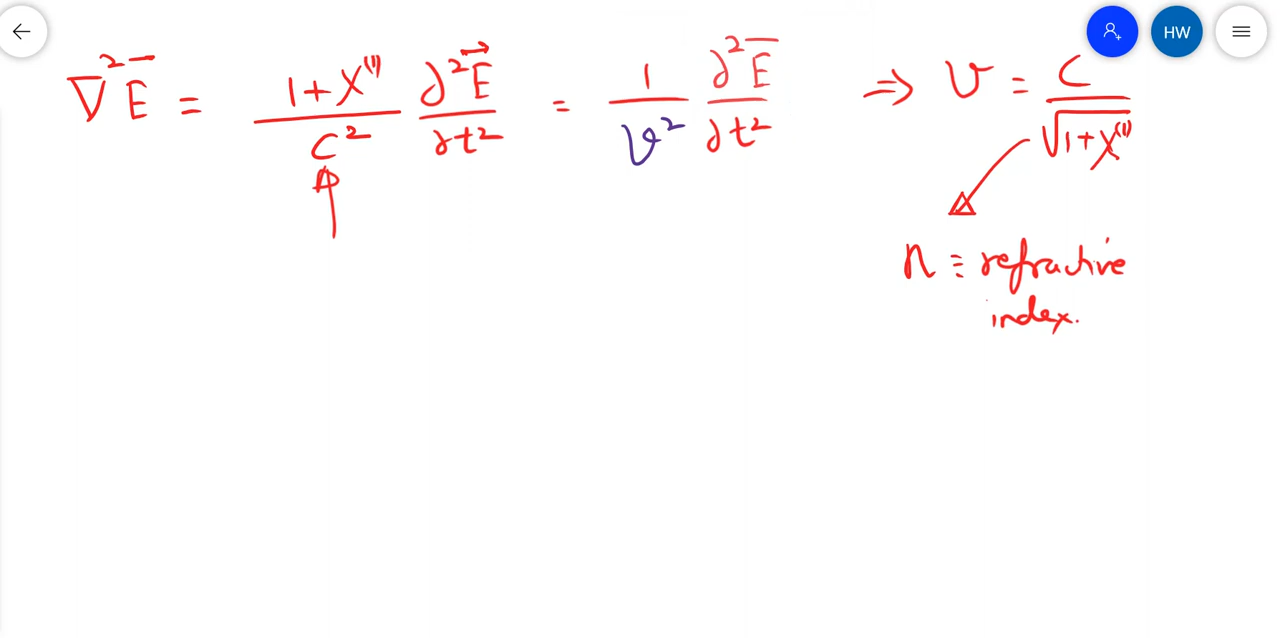 HW
∇²E̅ = (1+χ⁽¹⁾)/c² ∂²E⃗/∂t² = 1/v² ∂²E̅/∂t² ⇒ v = c/√(1+χ⁽¹⁾)
n ≡ refractive
index.